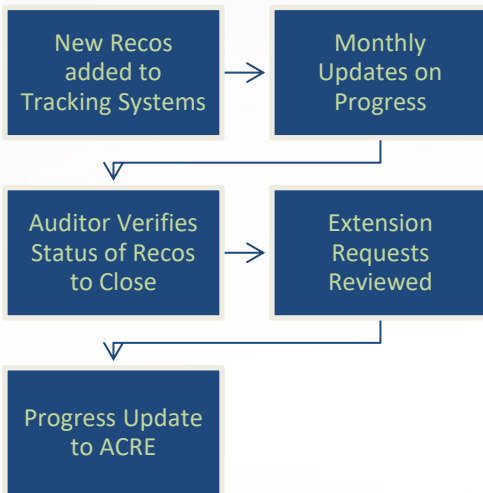 New Recos
added to
Tracking Systems
Monthly
Updates on
Progress
Auditor Verifies
Status of Recos
to Close
Extension
Requests
Reviewed
Progress Update
to ACRE